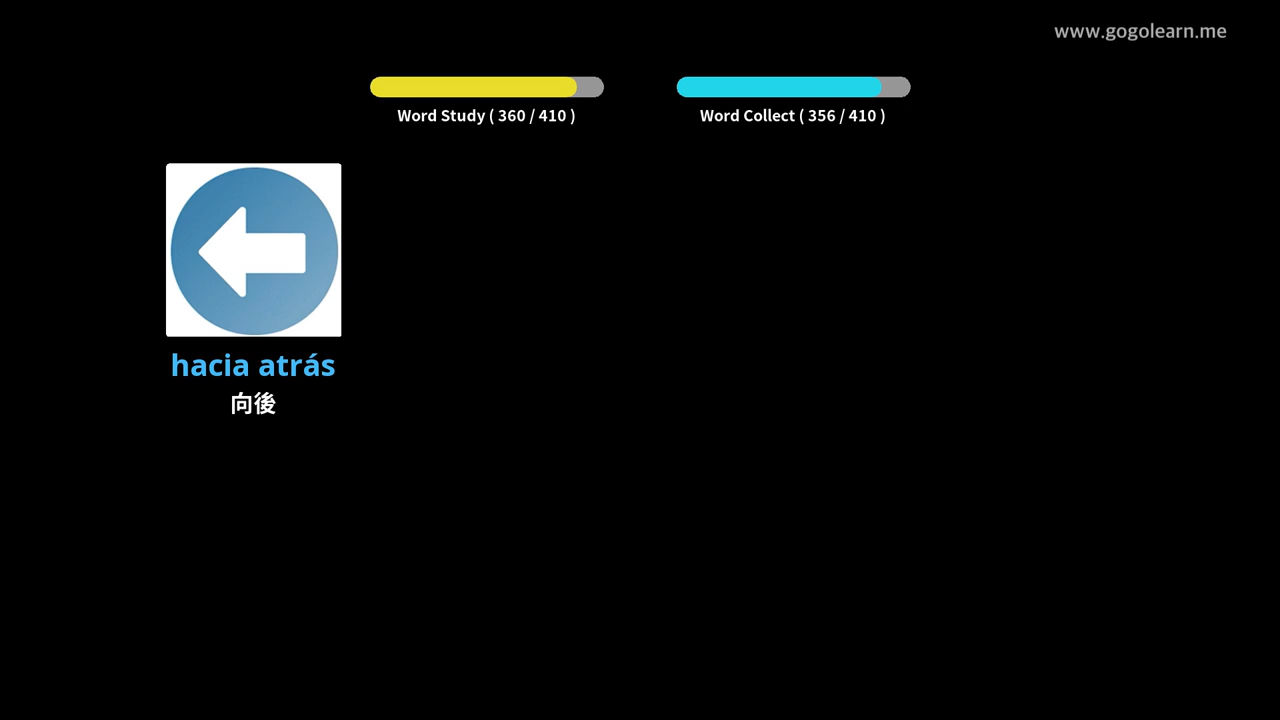 www.gogolearn.me
Word Study ( 360 / 410 )
Word Collect ( 356 / 410 )
hacia atrás
向後